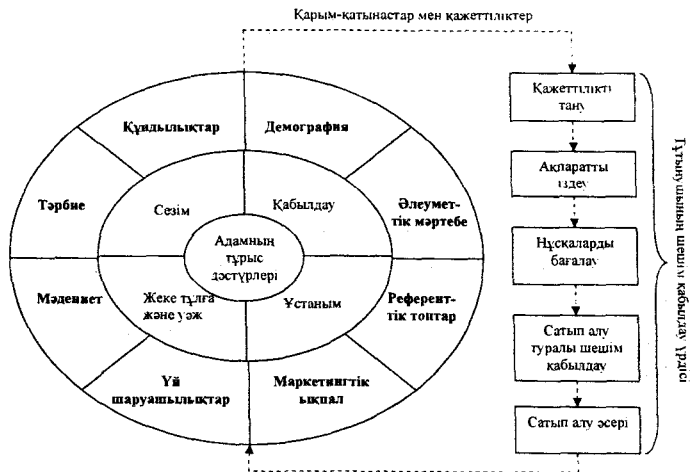 Қарым-қатынастар мен қажеттіліктер
Құндылықтар
Демография
Тәрбие
Әлеумет-
тік мәртебе
Сезім
Қабылдау
Адамның
тұрыс
дәстүрлері
Мәдениет
Жеке тұлға
және уәж
Ұстаным
Референт-
тік топтар
Үй
шаруашылықтар
Маркетингтік
ықпал
Қажеттілікті
тану
Ақпаратты
іздеу
Нұсқаларды
бағалау
Сатып алу
туралы шешім
қабылдау
Сатып алу әсері
Тұтынушының шешім қабылдау үрдісі